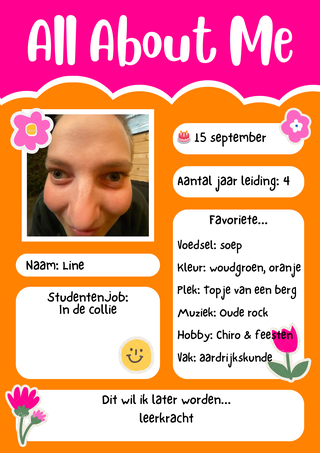 All About Me
15 september
Aantal jaar leiding: 4
Naam: Line
Studentenjob:
In de collie
Favoriete...
Voedsel: soep
Kleur: woudgroen, oranje
Plek: Topje van een berg
Muziek: Oude rock
Hobby: Chiro & feesten
Vak: aardrijkskunde
Dit wil ik later worden...
leerkracht